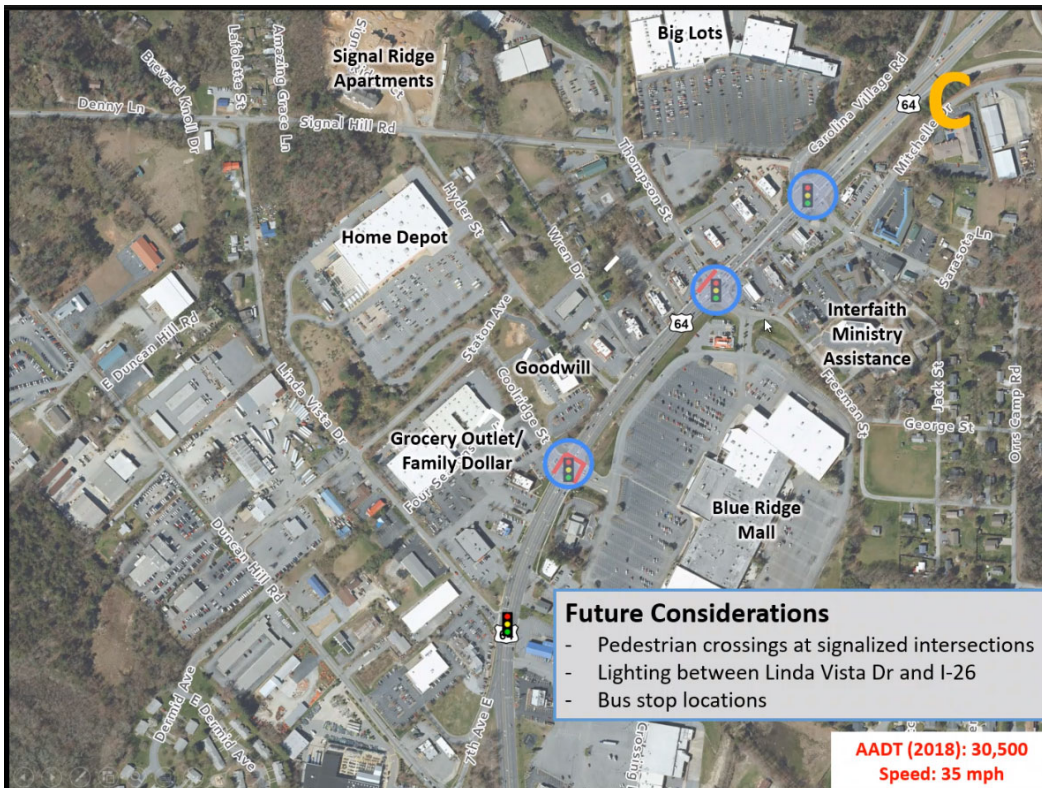 Big Lots
Signal Ridge
Apartments
Carolina Village Rd
64
C
Mitchelle Dr
Lafolette St
Amazing Grace Ln
Brevard Knoll Dr
Denny Ln
Signal Hill Rd
Thompson St
Hyder St
Home Depot
Wren Dr
Sarasota Ln
64
Interfaith
Ministry
Assistance
Staton Ave
E Duncan Hill Rd
Goodwill
Linda Vista Dr
Coolridge St
Freeman St
Jack St
Orrs Camp Rd
George St
Grocery Outlet/
Family Dollar
Four Seasons
Blue Ridge
Mall
Duncan Hill Rd
64
Future Considerations
- Pedestrian crossings at signalized intersections
- Lighting between Linda Vista Dr and I-26
- Bus stop locations
Dermid Ave
E Dermid Ave
7th Ave E
Crossing
AADT (2018): 30,500
Speed: 35 mph